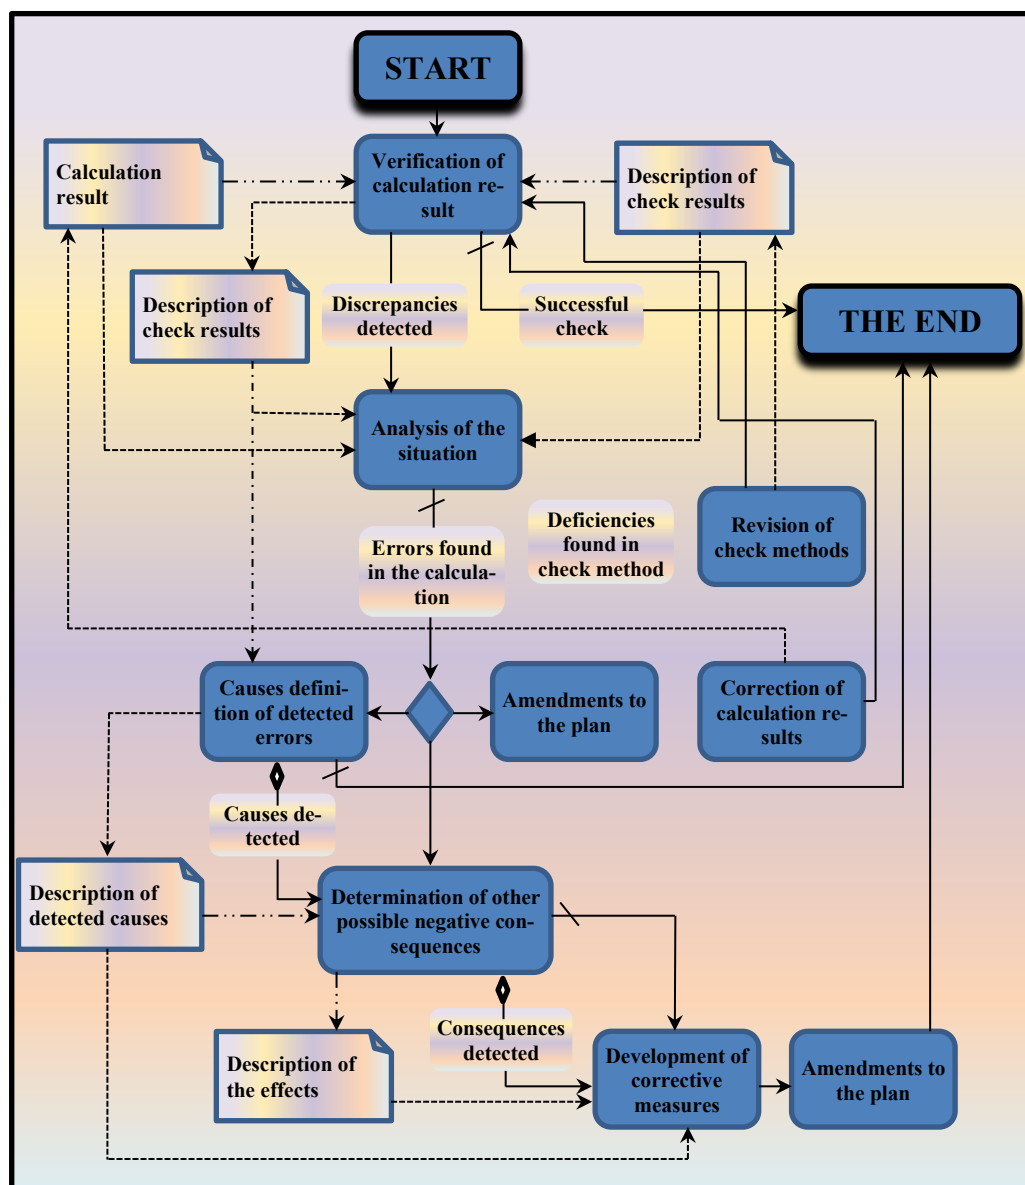 START
Calculation
result
Verification of
calculation re-
sult
Description of
check results
Description of
check results
Discrepancies
detected
Successful
check
THE END
Analysis of the
situation
Errors found
in the calcula-
tion
Deficiencies
found in
check method
Revision of
check methods
Causes defini-
tion of detected
errors
Amendments to
the plan
Correction of
calculation re-
sults
Causes de-
tected
Description of
detected causes
Determination of other
possible negative con-
sequences
Description of
the effects
Consequences
detected
Development of
corrective
measures
Amendments to
the plan